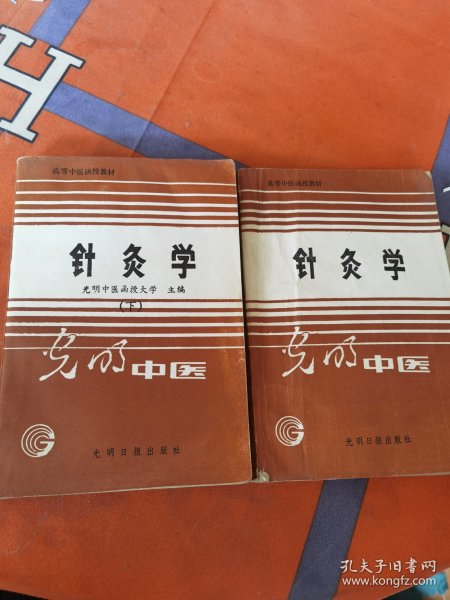 高等中医函授教材
针灸学
光明中医函授大学 主编
(下)
光明中医
光明日报出版社
高等中医函授教材
针灸学
光明中医
光明日报出版社
H
孔夫子旧书网
www.kongfz.com